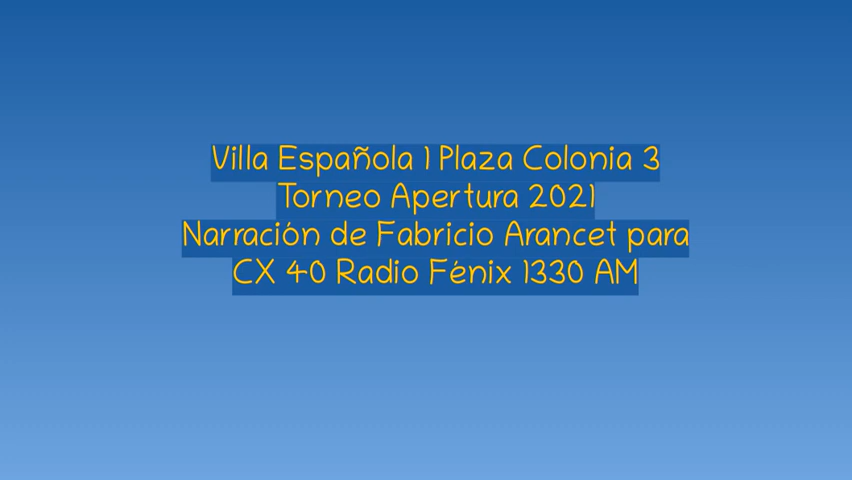 Villa Española 1 Plaza Colonia 3
Torneo Apertura 2021
Narración de Fabricio Arancet para
CX 40 Radio Fénix 1330 AM